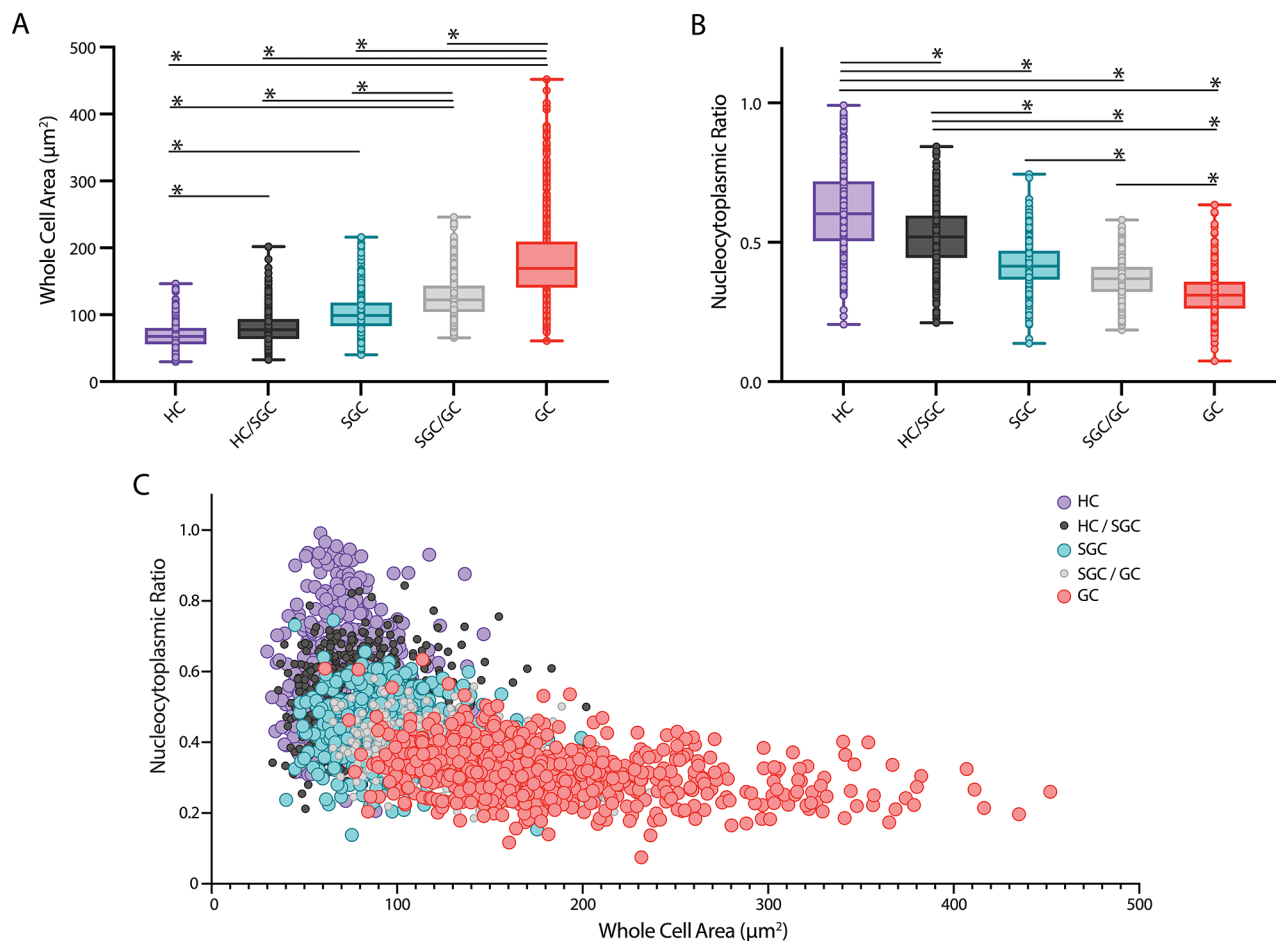 A
Whole Cell Area (μm²)
500
400
300
200
100
0
*
*
*
*
*
*
*
*
*
HC
HC/SGC
SGC
SGC/GC
GC
B
Nucleocytoplasmic Ratio
1.0
0.5
0.0
*
*
*
*
*
*
*
*
*
HC
HC/SGC
SGC
SGC/GC
GC
C
Nucleocytoplasmic Ratio
1.0
0.8
0.6
0.4
0.2
0
0
100
200
300
400
500
Whole Cell Area (μm²)
HC
HC / SGC
SGC
SGC / GC
GC